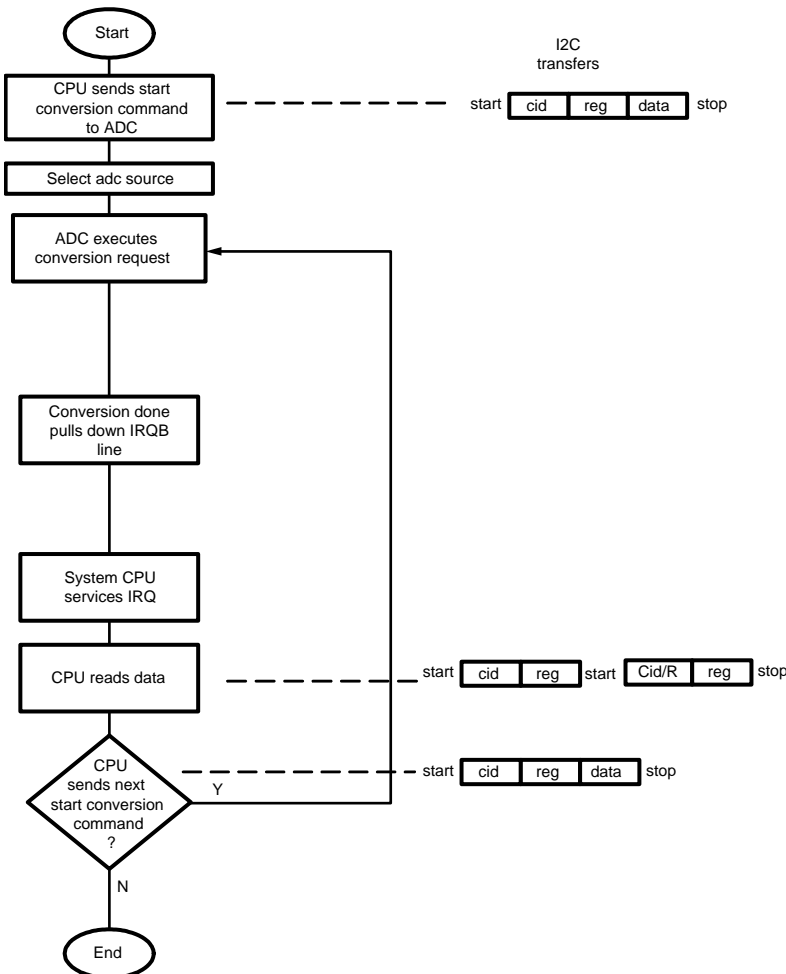 Start
I2C
transfers
CPU sends start
conversion command
to ADC
start cid reg data stop
Select adc source
ADC executes
conversion request
Conversion done
pulls down IRQB
line
System CPU
services IRQ
CPU reads data
start cid reg start Cid/R reg stop
CPU
sends next
start conversion
command
?
start cid reg data stop
Y
N
End